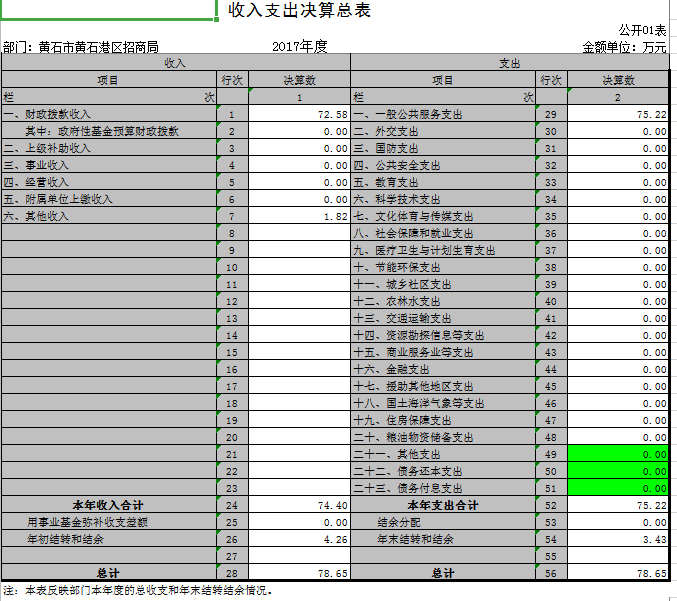 收入支出决算总表
公开01表
部门：黄石市黄石港区招商局 2017年度 金额单位：万元
收入 支出
项目 行次 决算数 项目 行次 决算数
栏 次 1 栏 次 2
一、财政拨款收入 1 72.58 一、一般公共服务支出 29 75.22
其中：政府性基金预算财政拨款 2 0.00 二、外交支出 30 0.00
二、上级补助收入 3 0.00 三、国防支出 31 0.00
三、事业收入 4 0.00 四、公共安全支出 32 0.00
四、经营收入 5 0.00 五、教育支出 33 0.00
五、附属单位上缴收入 6 0.00 六、科学技术支出 34 0.00
六、其他收入 7 1.82 七、文化体育与传媒支出 35 0.00
8 八、社会保障和就业支出 36 0.00
9 九、医疗卫生与计划生育支出 37 0.00
10 十、节能环保支出 38 0.00
11 十一、城乡社区支出 39 0.00
12 十二、农林水支出 40 0.00
13 十三、交通运输支出 41 0.00
14 十四、资源勘探信息等支出 42 0.00
15 十五、商业服务业等支出 43 0.00
16 十六、金融支出 44 0.00
17 十七、援助其他地区支出 45 0.00
18 十八、国土海洋气象等支出 46 0.00
19 十九、住房保障支出 47 0.00
20 二十、粮油物资储备支出 48 0.00
21 二十一、其他支出 49 0.00
22 二十二、债务还本支出 50 0.00
23 二十三、债务付息支出 51 0.00
本年收入合计 24 74.40 本年支出合计 52 75.22
用事业基金弥补收支差额 25 0.00 结余分配 53 0.00
年初结转和结余 26 4.26 年末结转和结余 54 3.43
27 55
总计 28 78.65 总计 56 78.65
注：本表反映部门本年度的总收支和年末结转结余情况。